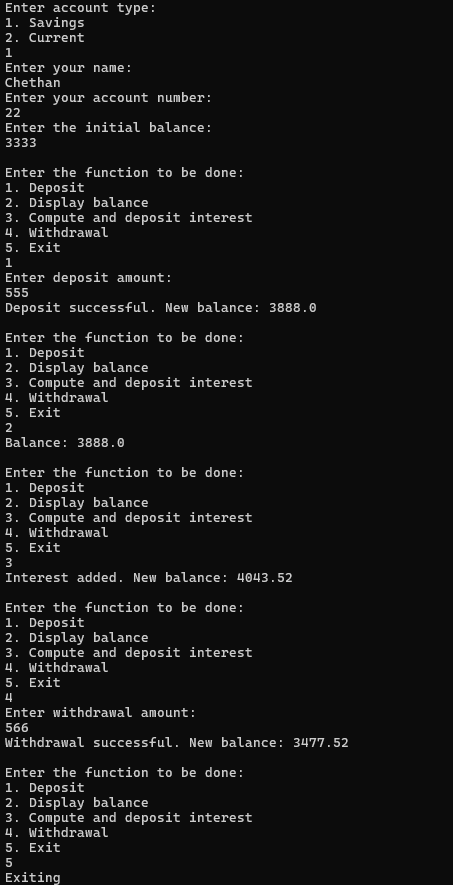 Enter account type:
1. Savings
2. Current
1
Enter your name:
Chethan
Enter your account number:
22
Enter the initial balance:
3333

Enter the function to be done:
1. Deposit
2. Display balance
3. Compute and deposit interest
4. Withdrawal
5. Exit
1
Enter deposit amount:
555
Deposit successful. New balance: 3888.0

Enter the function to be done:
1. Deposit
2. Display balance
3. Compute and deposit interest
4. Withdrawal
5. Exit
2
Balance: 3888.0

Enter the function to be done:
1. Deposit
2. Display balance
3. Compute and deposit interest
4. Withdrawal
5. Exit
3
Interest added. New balance: 4043.52

Enter the function to be done:
1. Deposit
2. Display balance
3. Compute and deposit interest
4. Withdrawal
5. Exit
4
Enter withdrawal amount:
566
Withdrawal successful. New balance: 3477.52

Enter the function to be done:
1. Deposit
2. Display balance
3. Compute and deposit interest
4. Withdrawal
5. Exit
5
Exiting